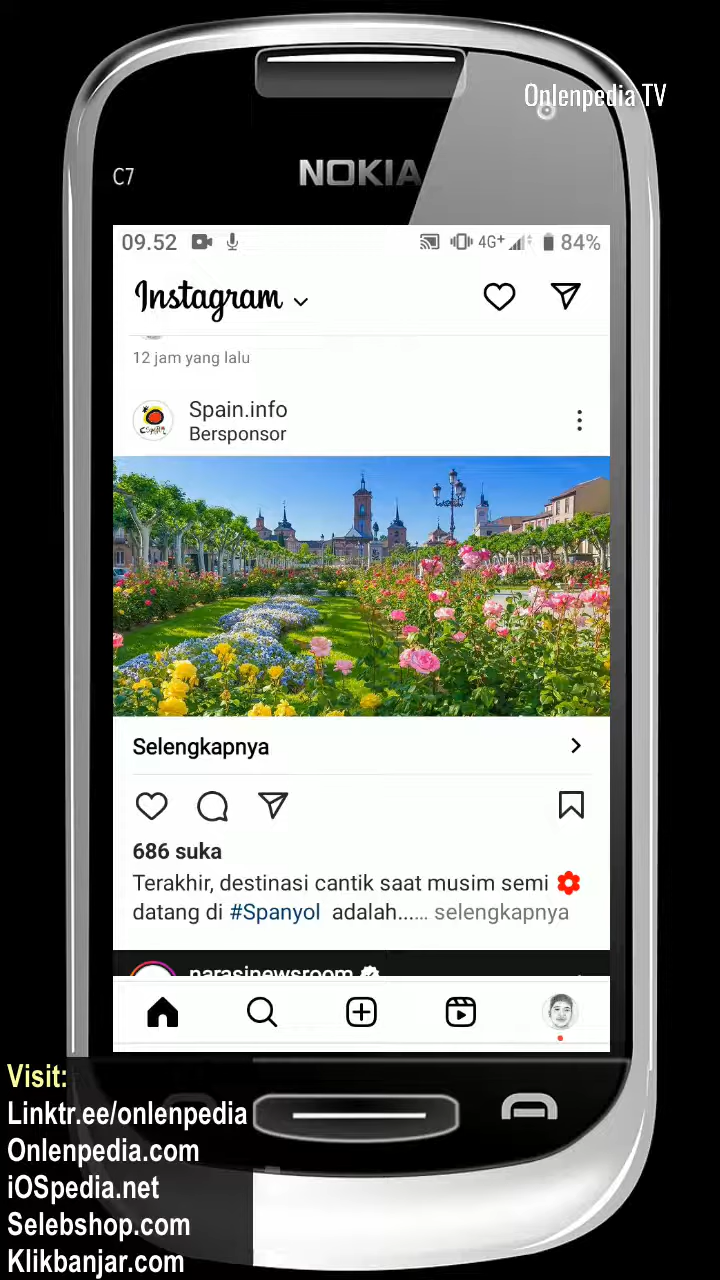 Onlenpedia TV
C7
NOKIA
09.52
4G+
84%
Instagram
12 jam yang lalu
Spain.info
Bersponsor
Selengkapnya
686 suka
Terakhir, destinasi cantik saat musim semi
datang di #Spanyol adalah...... selengkapnya
narasinewsroom
Visit:
Linktr.ee/onlenpedia
Onlenpedia.com
iOSpedia.net
Selebshop.com
Klikbanjar.com